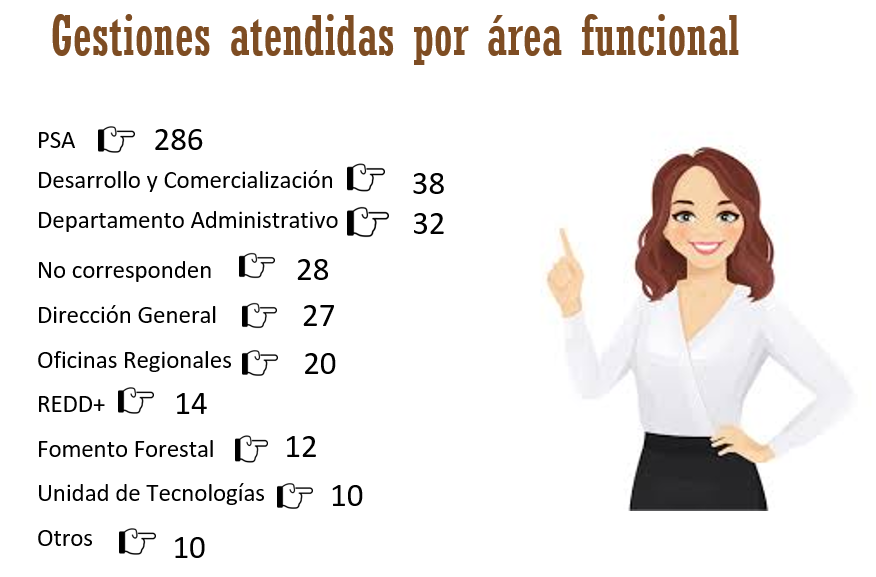 Gestiones atendidas por área funcional
PSA 286
Desarrollo y Comercialización 38
Departamento Administrativo 32
No corresponden 28
Dirección General 27
Oficinas Regionales 20
REDD+ 14
Fomento Forestal 12
Unidad de Tecnologías 10
Otros 10